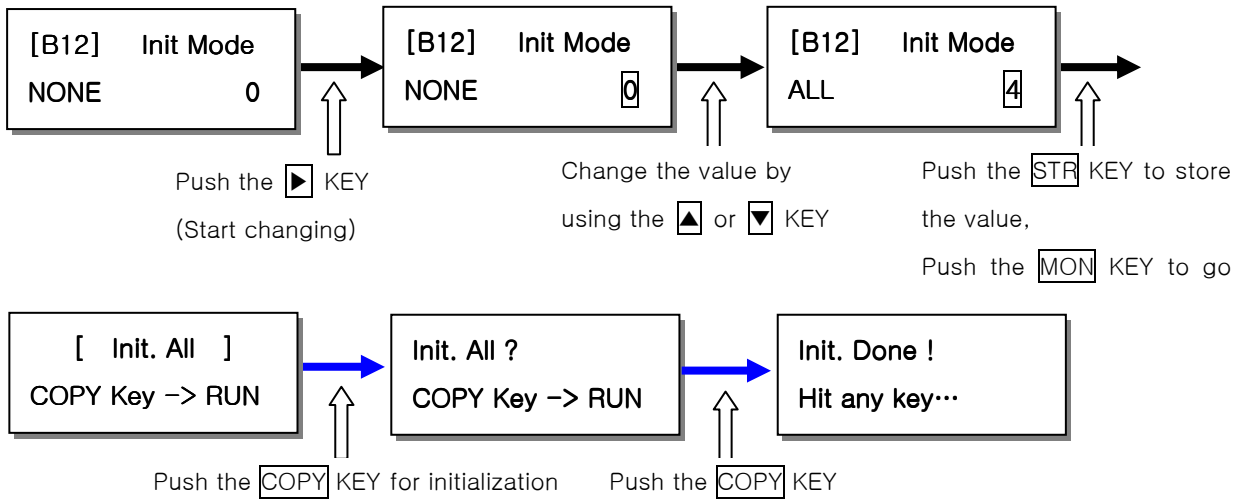 [B12] Init Mode
NONE 0
[B12] Init Mode
NONE 0
[B12] Init Mode
ALL 4
Push the ▶ KEY
(Start changing)
Change the value by
using the ▲ or ▼ KEY
Push the STR KEY to store
the value,
Push the MON KEY to go
[ Init. All ]
COPY Key -> RUN
Init. All ?
COPY Key -> RUN
Init. Done !
Hit any key…
Push the COPY KEY for initialization
Push the COPY KEY